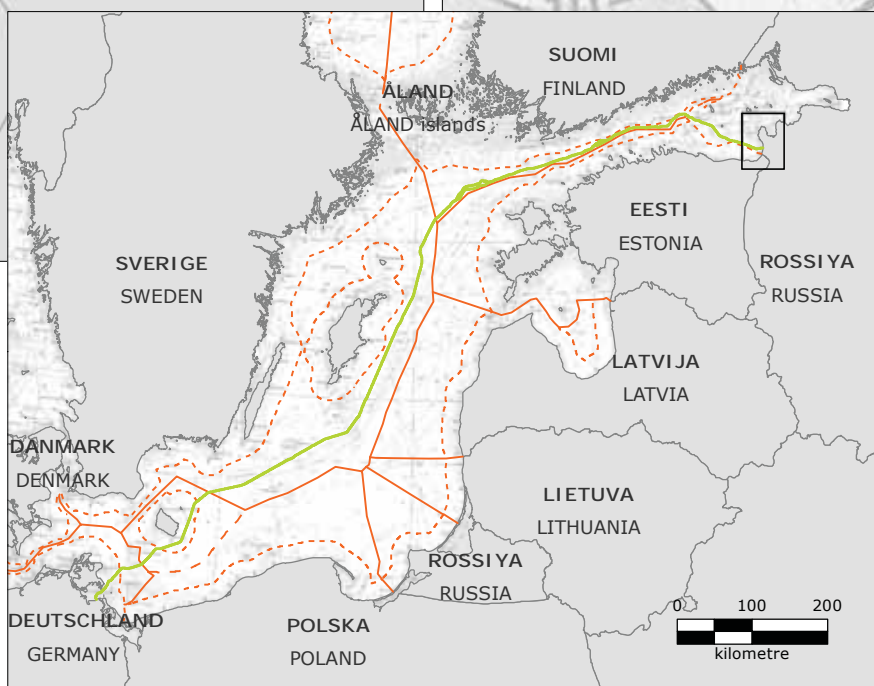 SUOMI
FINLAND
ÅLAND
ÅLAND islands
EESTI
ESTONIA
ROSSIYA
RUSSIA
SVERIGE
SWEDEN
LATVIJA
LATVIA
DANMARK
DENMARK
LIETUVA
LITHUANIA
ROSSIYA
RUSSIA
DEUTSCHLAND
GERMANY
POLSKA
POLAND
0 100 200
kilometre